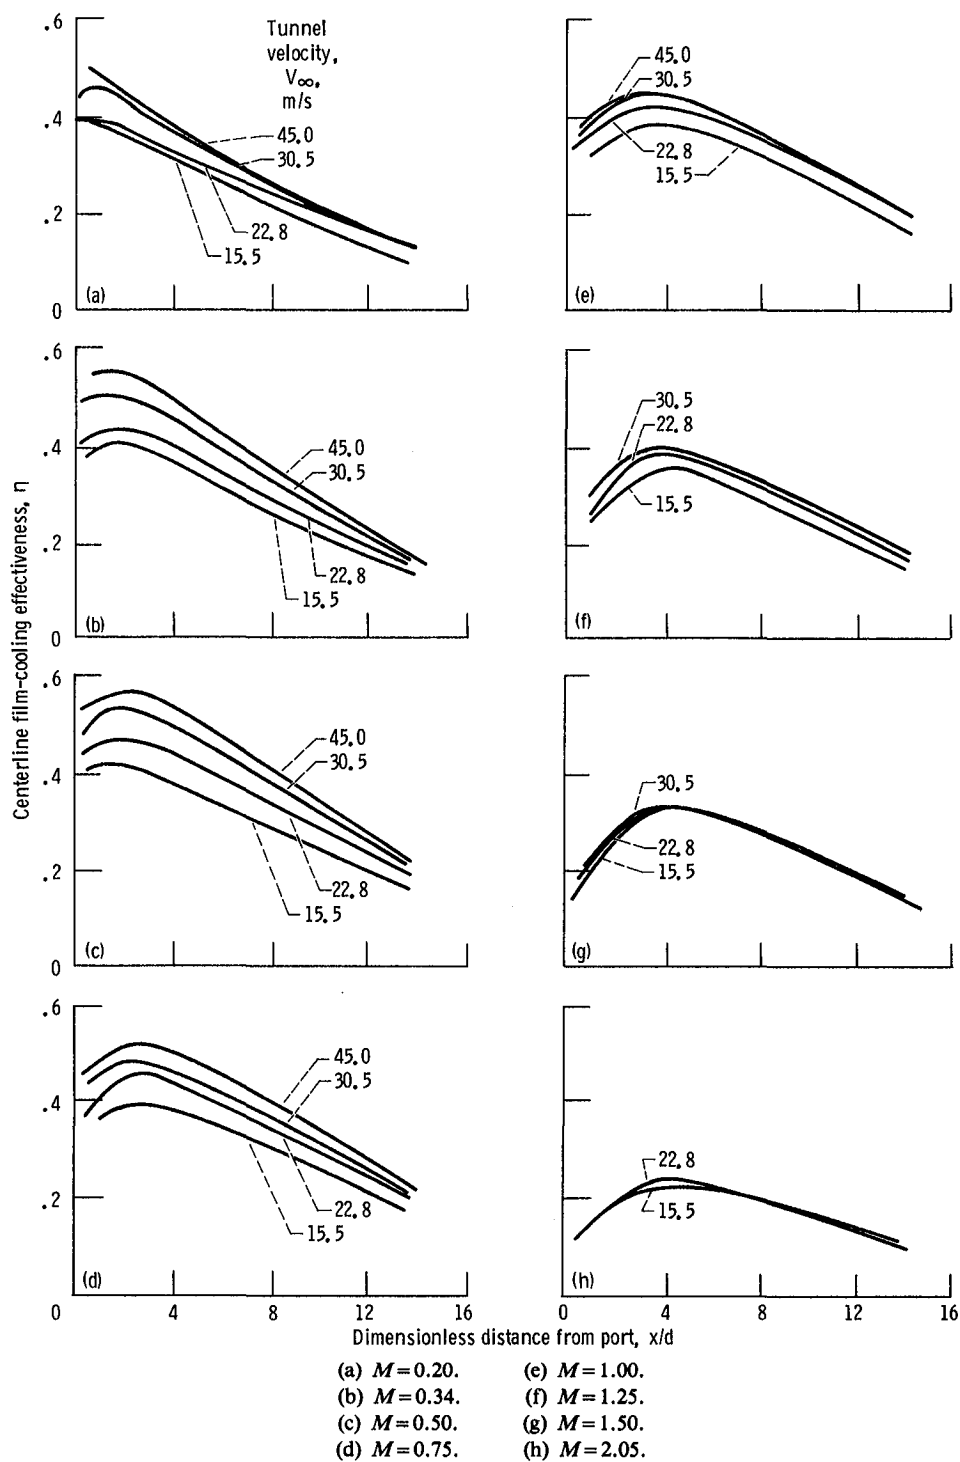 Centerline film-cooling effectiveness, η
.6
.4
.2
0
Tunnel
velocity,
V∞,
m/s
45.0
30.5
22.8
15.5
(a)
.6
.4
.2
0
45.0
30.5
22.8
15.5
(b)
.6
.4
.2
0
45.0
30.5
22.8
15.5
(c)
.6
.4
.2
0
45.0
30.5
22.8
15.5
(d)
4 8 12 16
45.0
30.5
22.8
15.5
(e)
30.5
22.8
15.5
(f)
30.5
22.8
15.5
(g)
22.8
15.5
(h)
0 4 8 12 16
Dimensionless distance from port, x/d
(a) M=0.20. (e) M=1.00.
(b) M=0.34. (f) M=1.25.
(c) M=0.50. (g) M=1.50.
(d) M=0.75. (h) M=2.05.